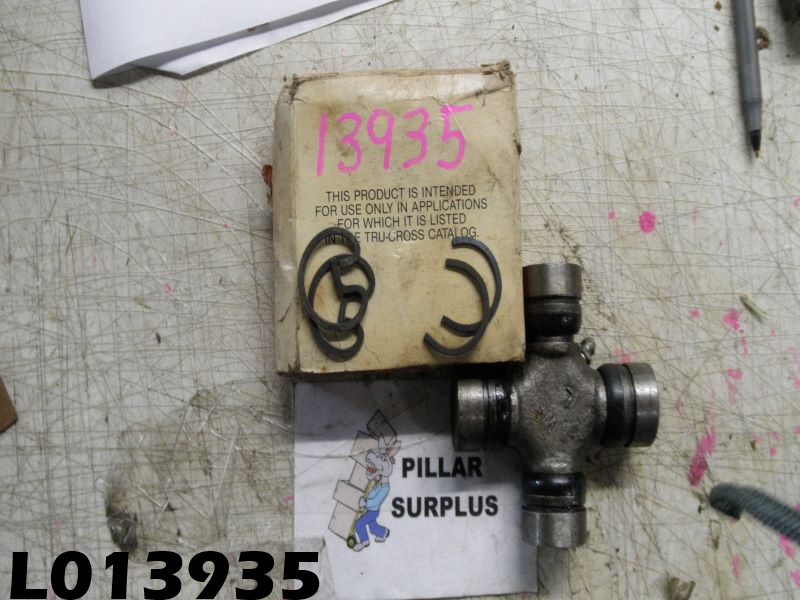 13935
THIS PRODUCT IS INTENDED
FOR USE ONLY IN APPLICATIONS
FOR WHICH IT IS LISTED
IN THE TRU-CROSS CATALOG.
PILLAR
SURPLUS
L013935